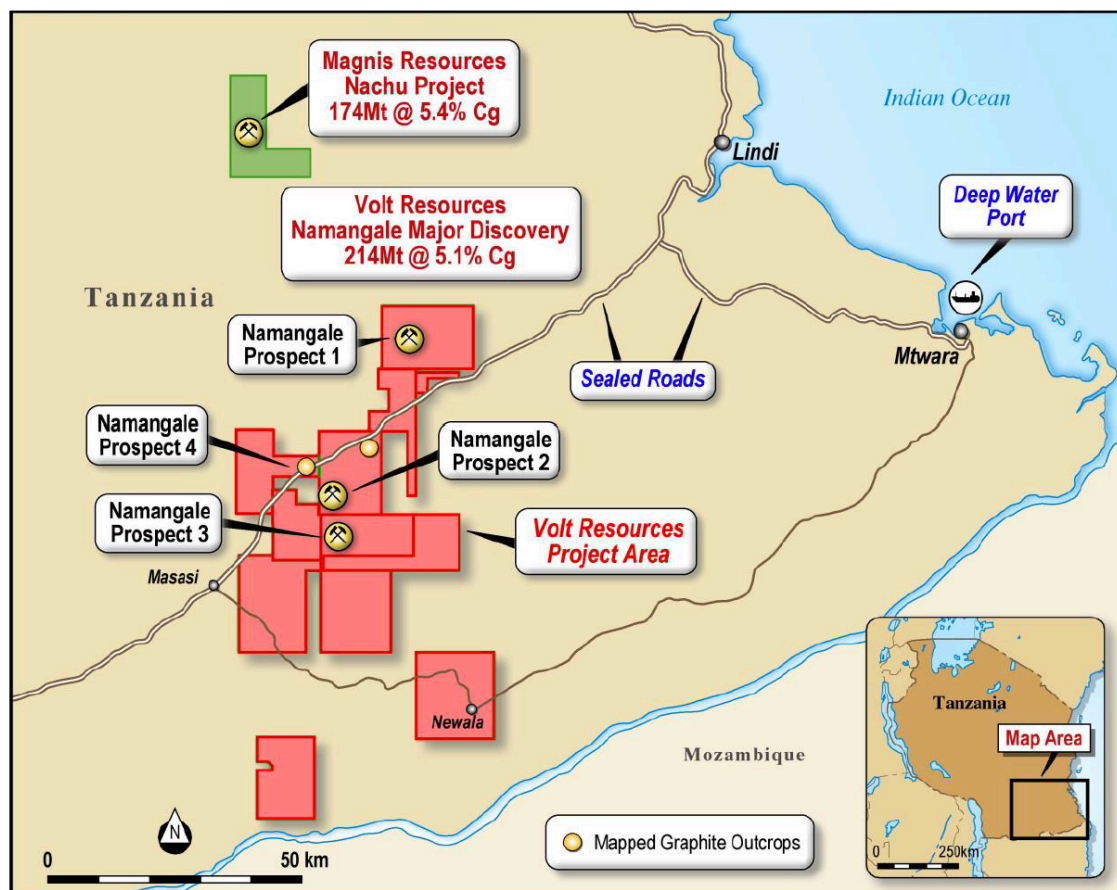 Magnis Resources
Nachu Project
174Mt @ 5.4% Cg
Indian Ocean
Lindi
Volt Resources
Namangale Major Discovery
214Mt @ 5.1% Cg
Deep Water
Port
Tanzania
Namangale
Prospect 1
Mtwara
Sealed Roads
Namangale
Prospect 4
Namangale
Prospect 2
Namangale
Prospect 3
Volt Resources
Project Area
Masasi
Newala
Mozambique
Tanzania
Map Area
0 250km
N
0 50 km
Mapped Graphite Outcrops